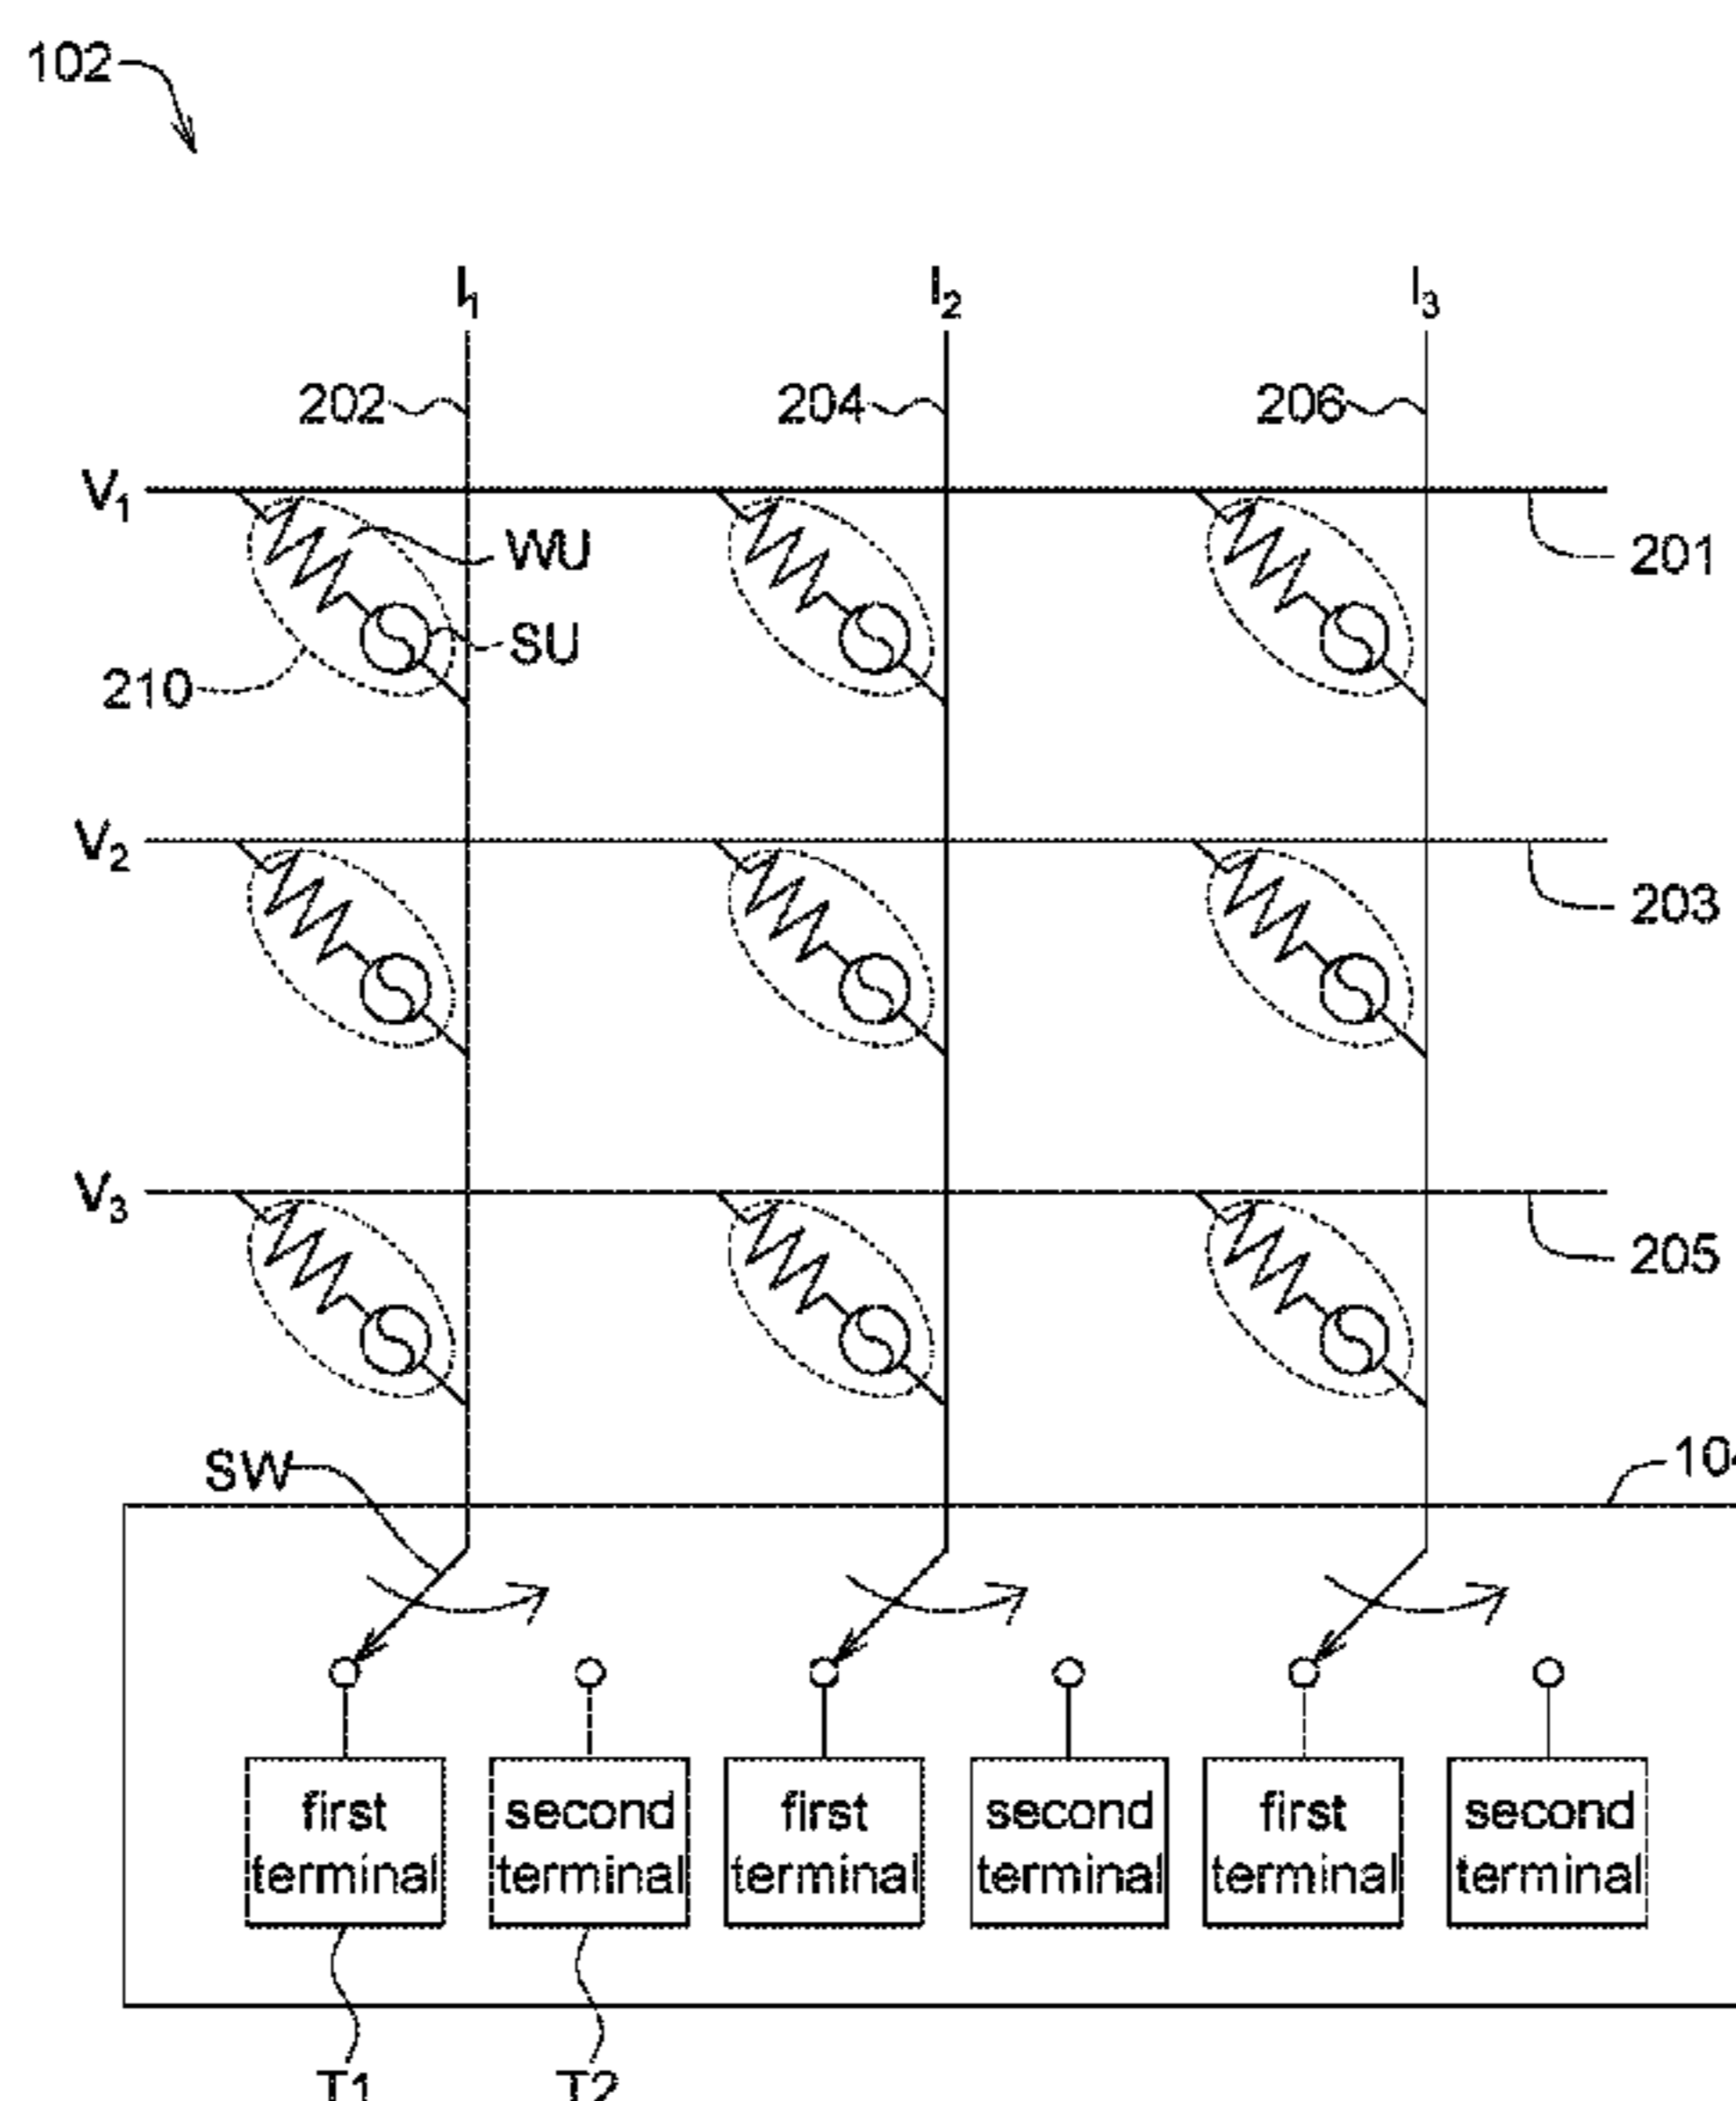 102
I1 I2 I3
202 204 206
V1
201
WU
SU
210
V2
203
V3
205
SW
first terminal
second terminal
first terminal
second terminal
first terminal
second terminal
T1 T2